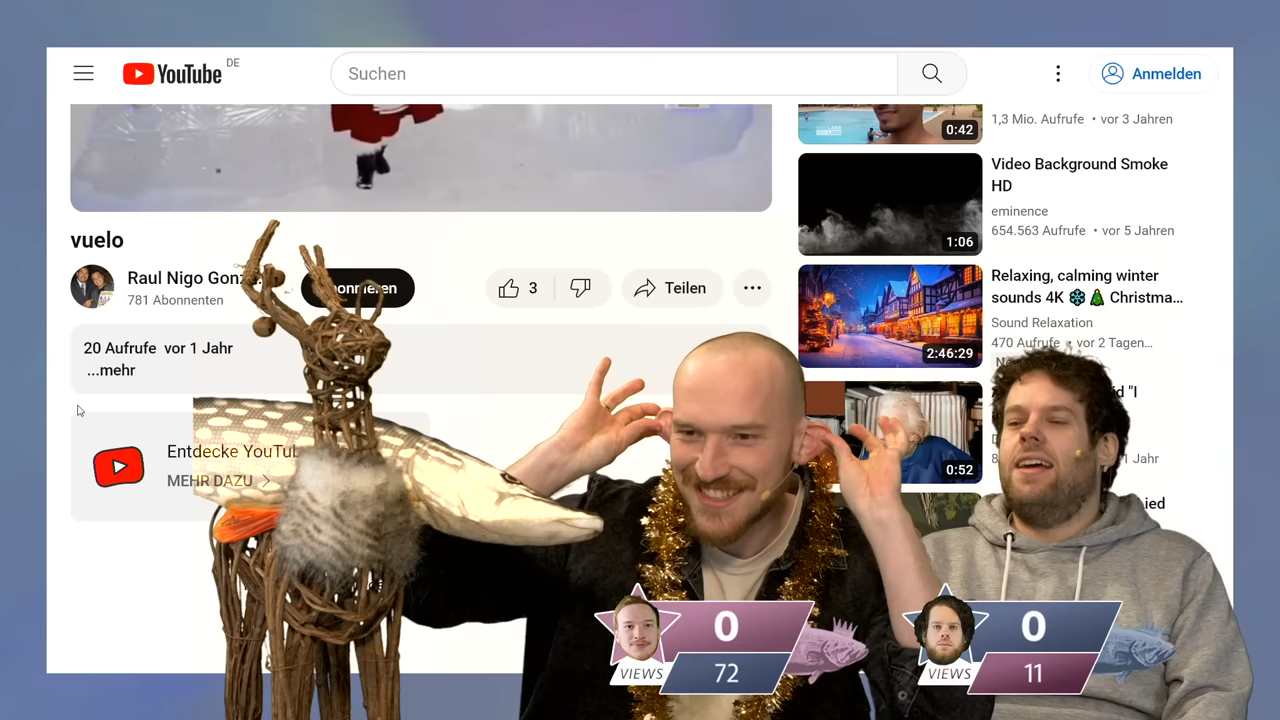 YouTube DE
Suchen
Anmelden
0:42
1,3 Mio. Aufrufe • vor 3 Jahren
1:06
Video Background Smoke
HD
eminence
654.563 Aufrufe • vor 5 Jahren
vuelo
Raul Nigo
781 Abonnenten
3
Teilen
20 Aufrufe vor 1 Jahr
...mehr
2:46:29
Relaxing, calming winter
sounds 4K ❄️🎄 Christma...
Sound Relaxation
470 Aufrufe • vor 2 Tagen...
0:52
"I
1 Jahr
Entdecke
MEHR DAZU
0
VIEWS
72
0
VIEWS
11